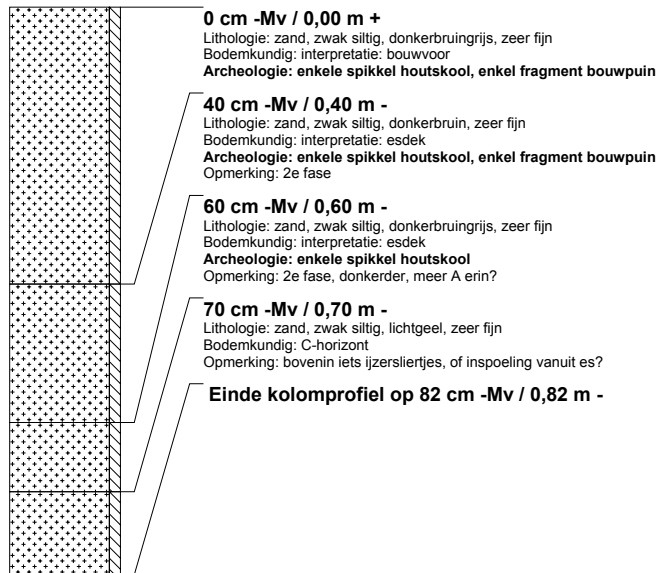 0 cm -Mv / 0,00 m +
Lithologie: zand, zwak siltig, donkerbruingrijs, zeer fijn
Bodemkundig: interpretatie: bouwvoor
Archeologie: enkele spikkel houtskool, enkel fragment bouwpuin
40 cm -Mv / 0,40 m -
Lithologie: zand, zwak siltig, donkerbruin, zeer fijn
Bodemkundig: interpretatie: esdek
Archeologie: enkele spikkel houtskool, enkel fragment bouwpuin
Opmerking: 2e fase
60 cm -Mv / 0,60 m -
Lithologie: zand, zwak siltig, donkerbruingrijs, zeer fijn
Bodemkundig: interpretatie: esdek
Archeologie: enkele spikkel houtskool
Opmerking: 2e fase, donkerder, meer A erin?
70 cm -Mv / 0,70 m -
Lithologie: zand, zwak siltig, lichtgeel, zeer fijn
Bodemkundig: C-horizont
Opmerking: bovenin iets ijzersliertjes, of inspoeling vanuit es?
Einde kolomprofiel op 82 cm -Mv / 0,82 m -